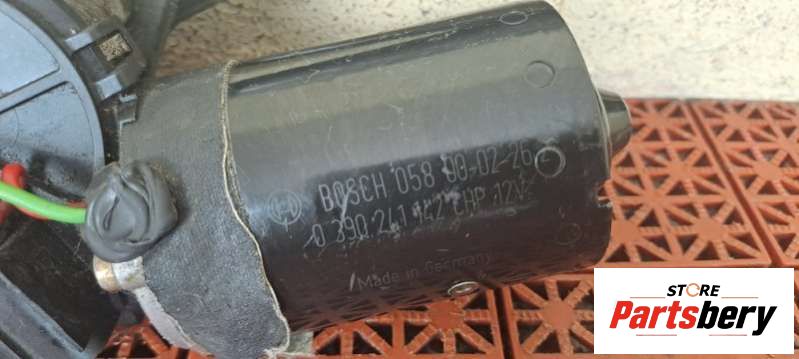 BOSCH 058 00-02-26
0 390 241 142 CHP 12V
Made in Germany
STORE
Partsbery